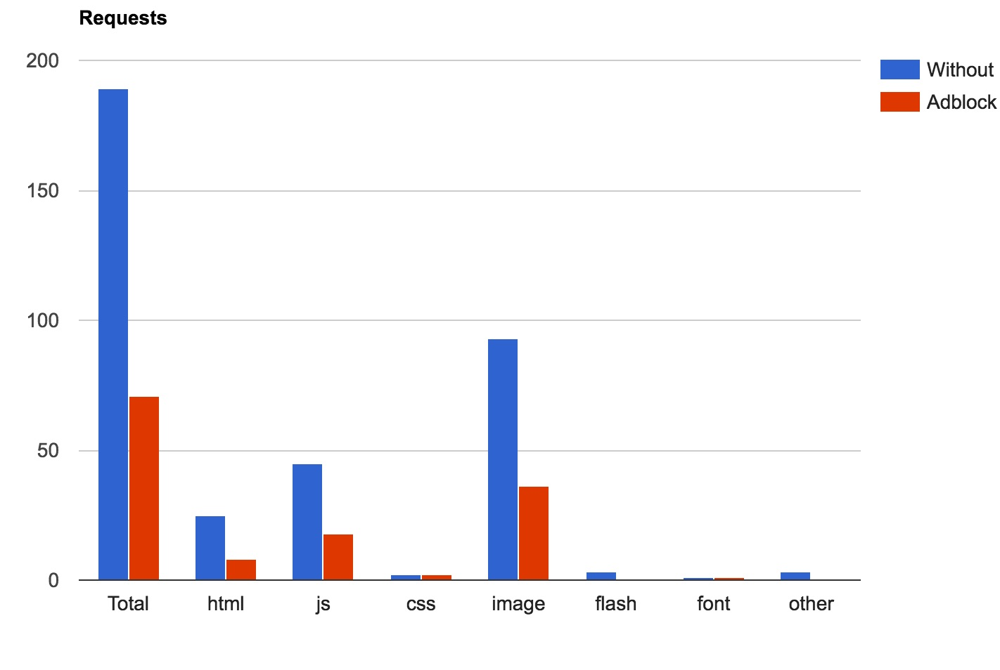 Requests
200
150
100
50
0
Without
Adblock
Total html js css image flash font other